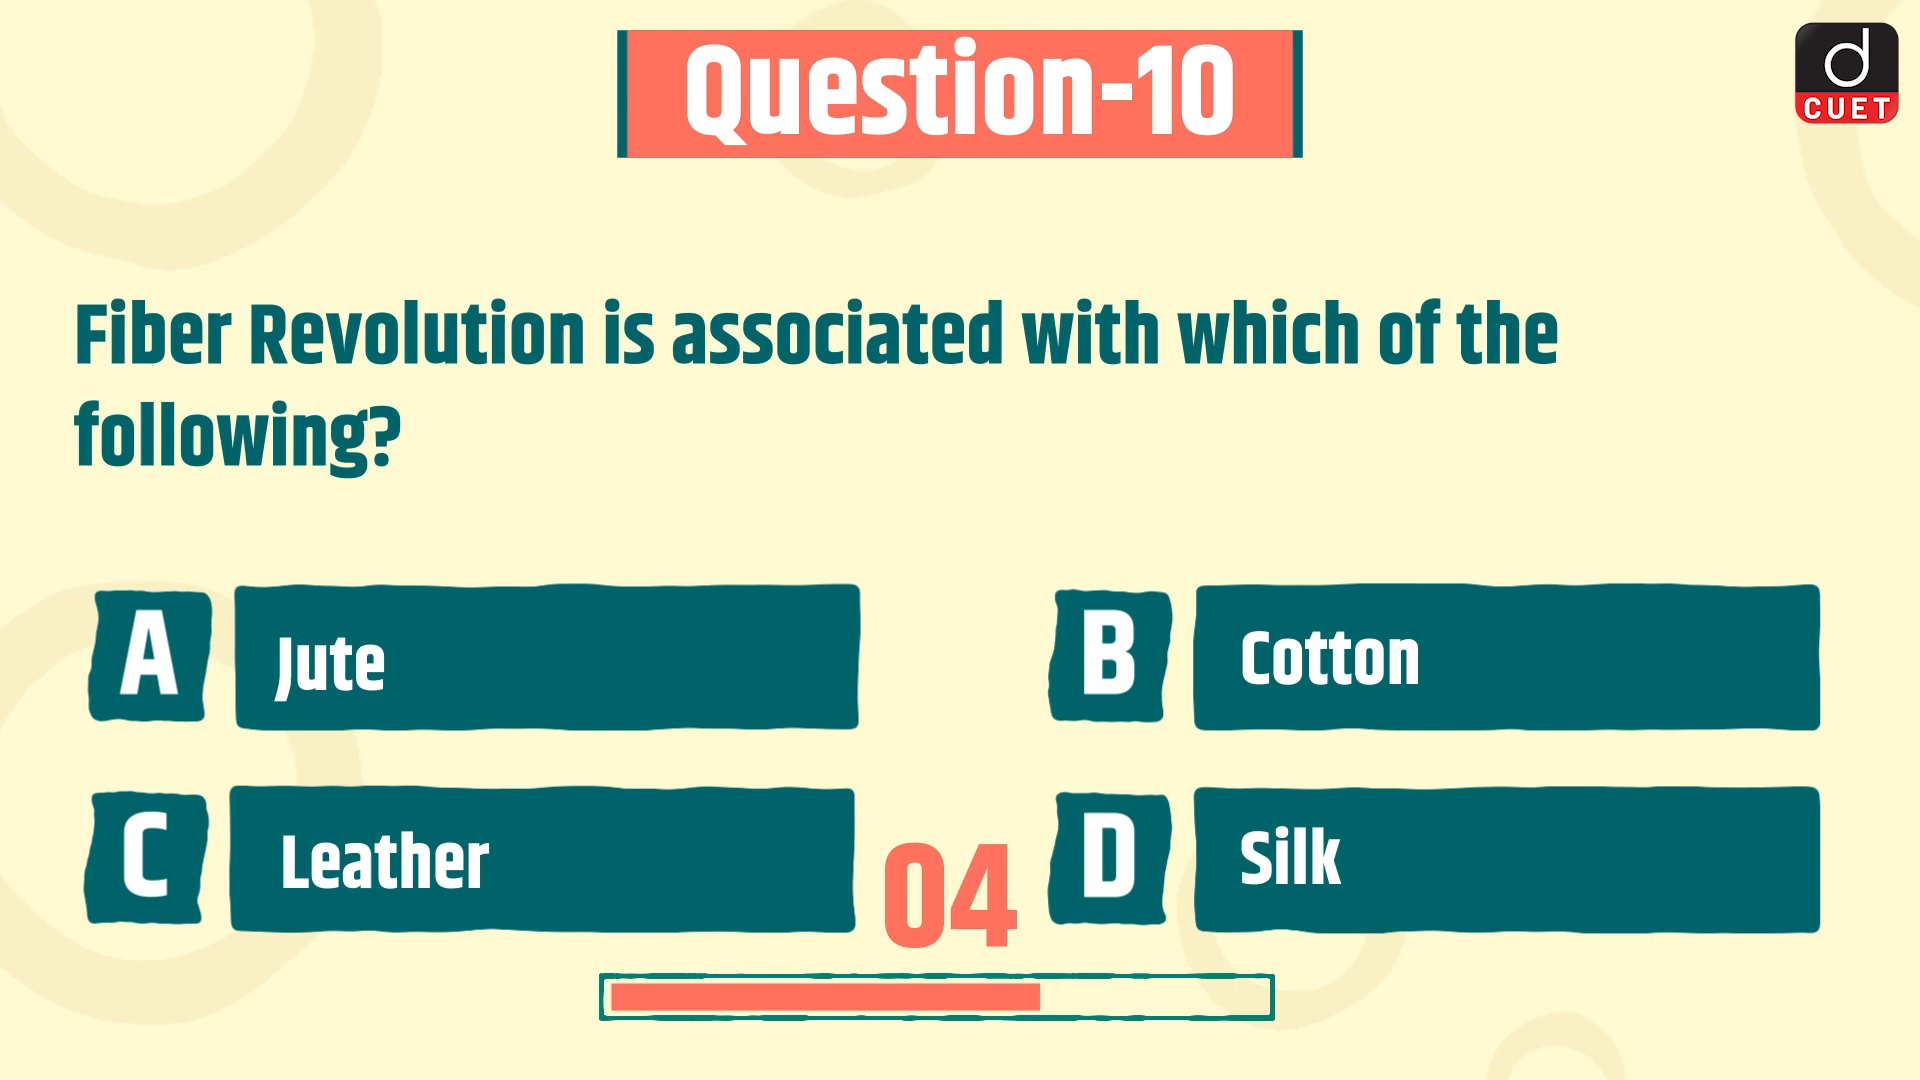 Question-10
d
CUET
Fiber Revolution is associated with which of the
following?
A
Jute
B
Cotton
C
Leather
D
Silk
04